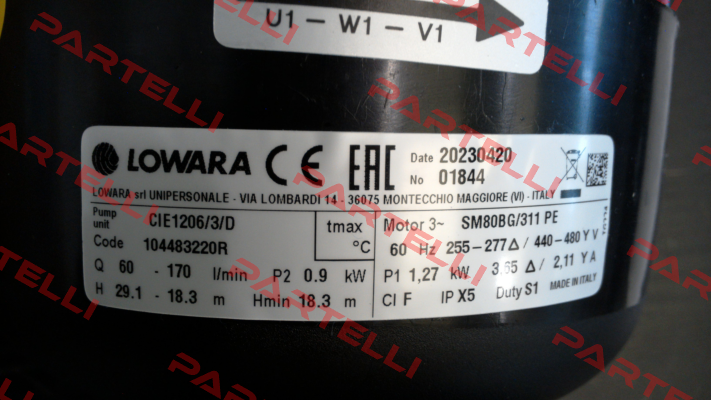 U1 - W1 - V1
LOWARA CE EAC Date 20230420
No 01844
LOWARA srl UNIPERSONALE - VIA LOMBARDI 14 - 36075 MONTECCHIO MAGGIORE (VI) - ITALY
Pump unit CIE1206/3/D
Code 104483220R
tmax °C
Q 60 - 170 l/min P2 0.9 kW
H 29.1 - 18.3 m Hmin 18.3 m
Motor 3~ SM80BG/311 PE
60 Hz 255-277Δ/ 440-480Y V
P1 1,27 kW 3.65 Δ/ 2,11 Y A
Cl F IP X5 Duty S1 MADE IN ITALY
PARTELLI